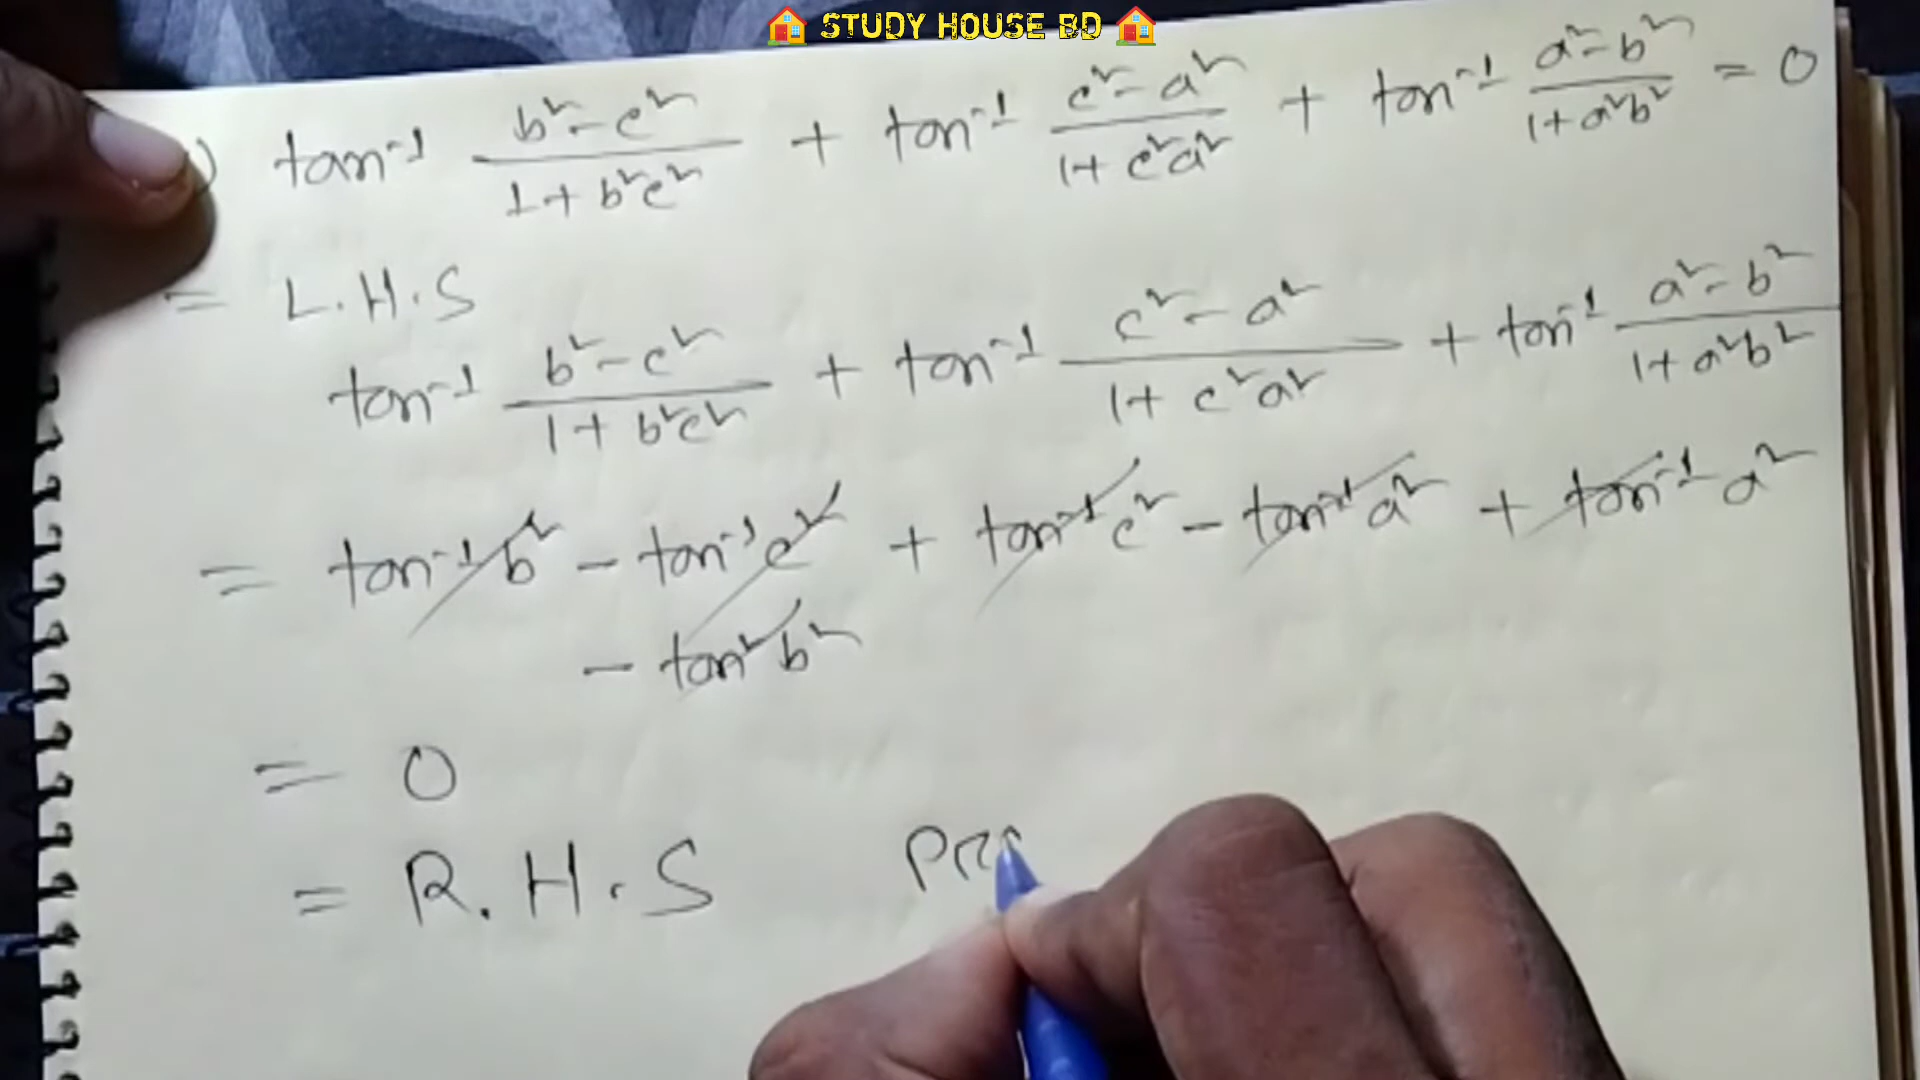 🏠 STUDY HOUSE BD 🏠
) tan⁻¹ (b²-c²)/(1+b²c²) + tan⁻¹ (c²-a²)/(1+c²a²) + tan⁻¹ (a²-b²)/(1+a²b²) = 0
= L.H.S
tan⁻¹ (b²-c²)/(1+b²c²) + tan⁻¹ (c²-a²)/(1+c²a²) + tan⁻¹ (a²-b²)/(1+a²b²)
= tan⁻¹b² - tan⁻¹c² + tan⁻¹c² - tan⁻¹a² + tan⁻¹a²
- tan²b²
= 0
= R.H.S